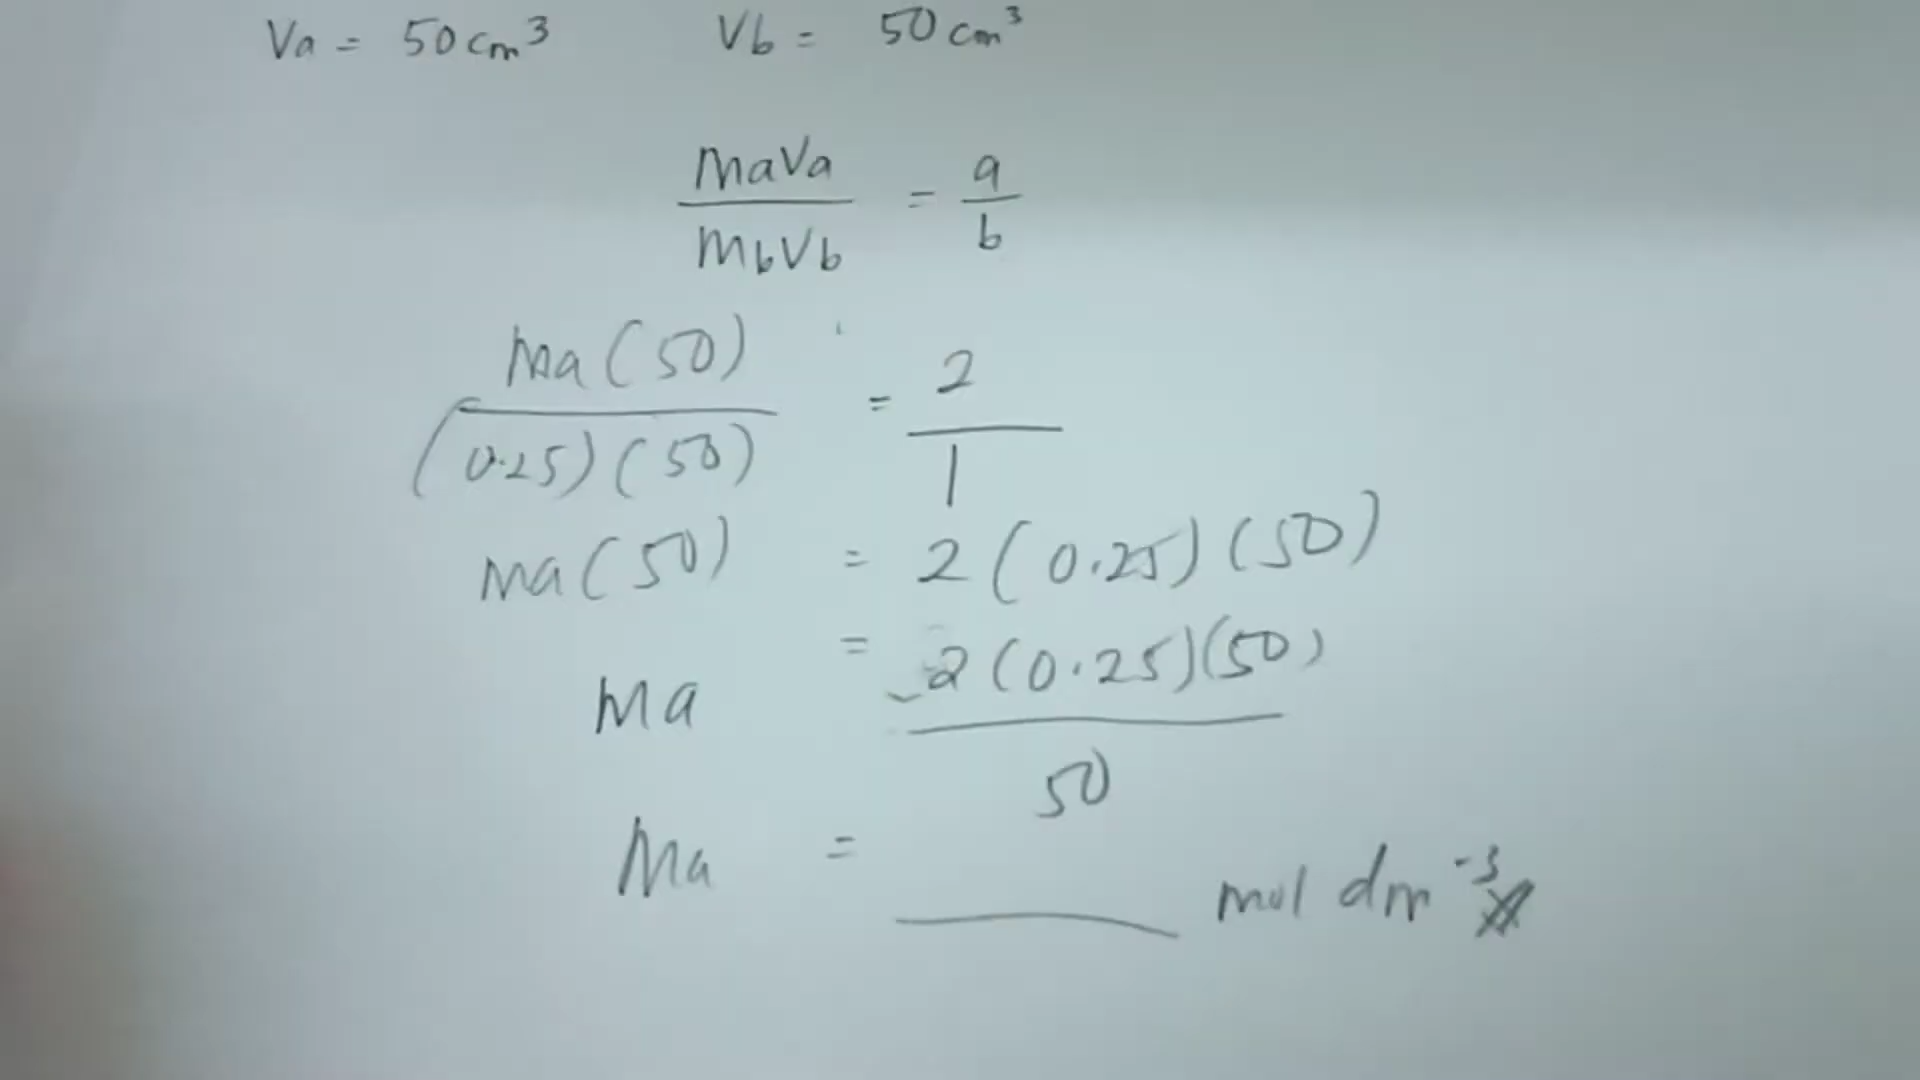 Va = 50 cm³ Vb = 50 cm³
MaVa / MbVb = a / b
Ma (50) / (0.25) (50) = 2 / 1
Ma (50) = 2 (0.25) (50)
Ma = 2 (0.25) (50) / 50
Ma = ____ mol dm⁻³